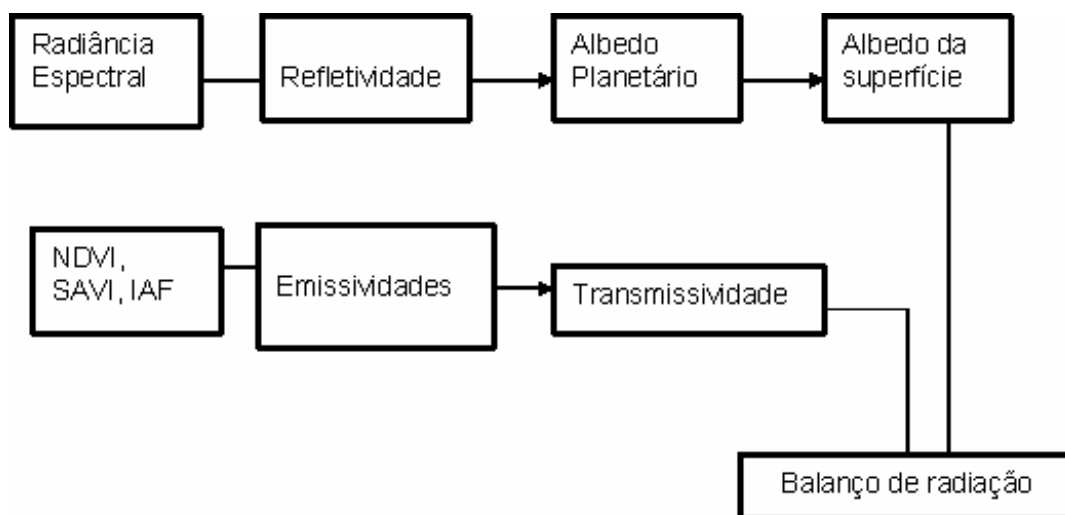 Radiância
Espectral
Refletividade
Albedo
Planetário
Albedo da
superfície
NDVI,
SAVI, IAF
Emissividades
Transmissividade
Balanço de radiação